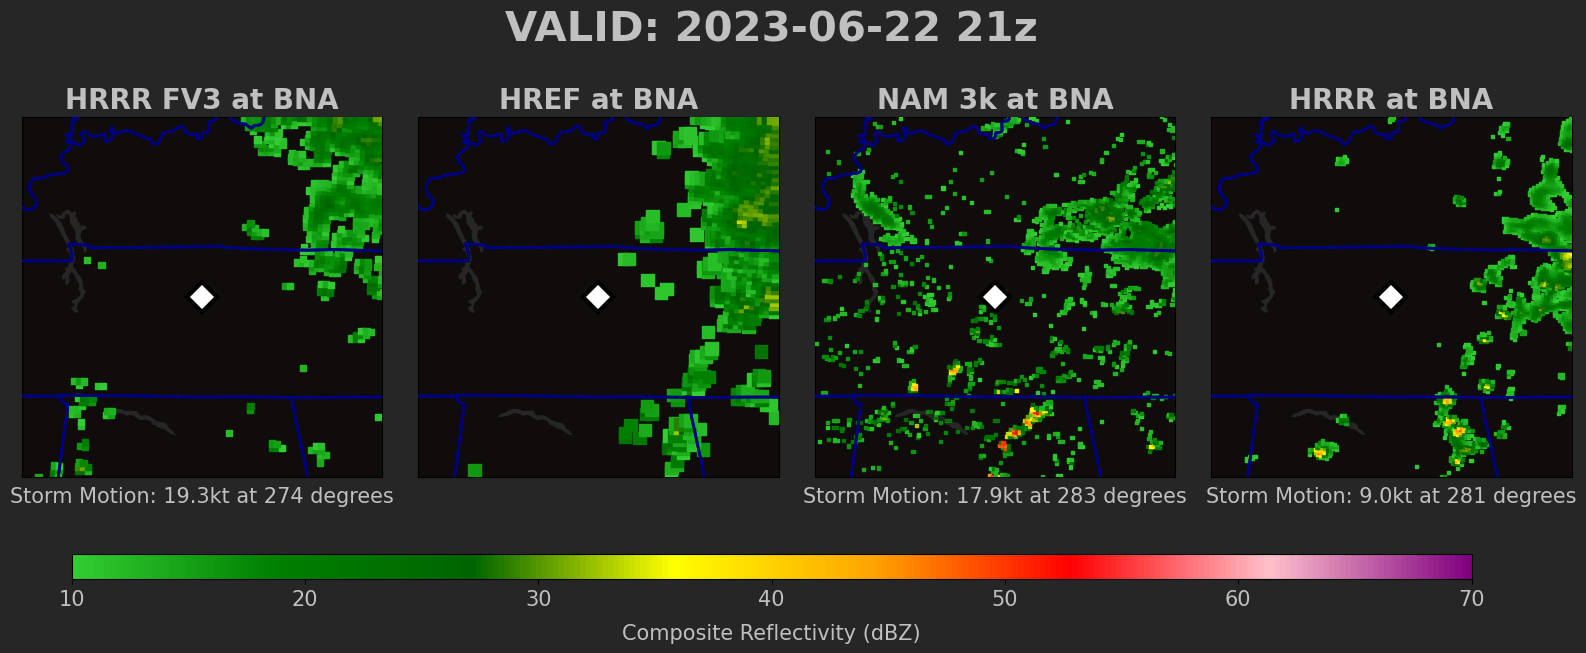 VALID: 2023-06-22 21z
HRRR FV3 at BNA
HREF at BNA
NAM 3k at BNA
HRRR at BNA
Storm Motion: 19.3kt at 274 degrees
Storm Motion: 17.9kt at 283 degrees
Storm Motion: 9.0kt at 281 degrees
10 20 30 40 50 60 70
Composite Reflectivity (dBZ)